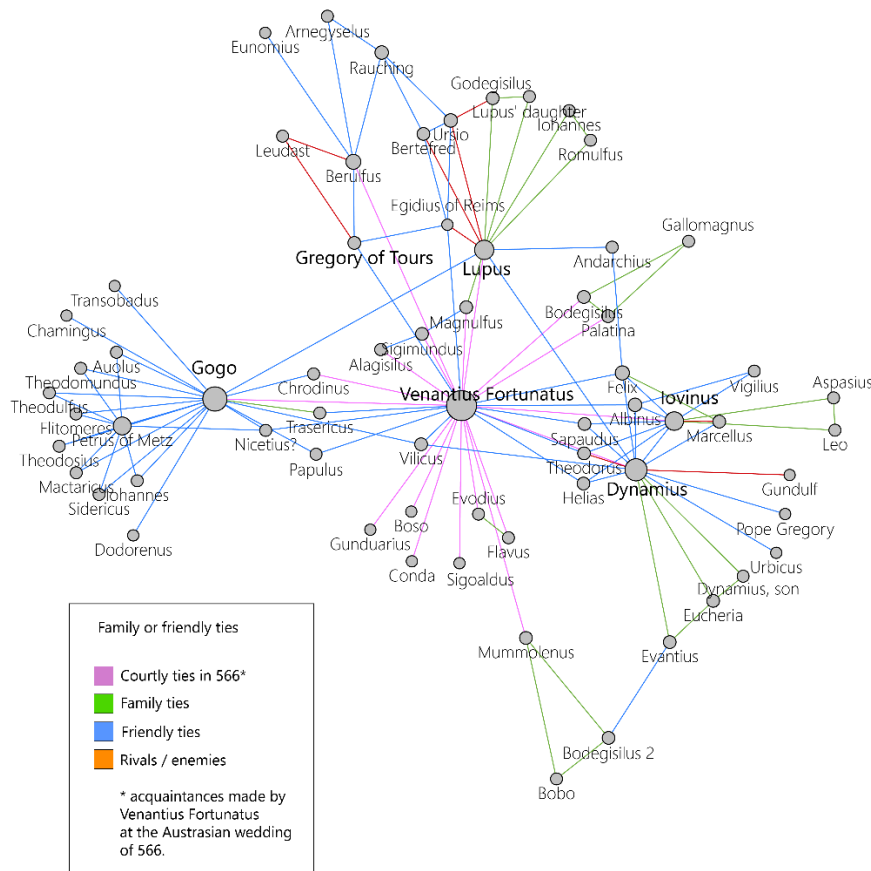 Arnegyselus
Eunomius
Rauching
Godegisilus
Lupus' daughter
Iohannes
Ursio
Bertefred
Romulfus
Leudast
Berulfus
Egidius of Reims
Gallomagnus
Gregory of Tours
Lupus
Andarchius
Transobadus
Bodegisilus
Chamingus
Magnulfus
Palatina
Sigimundus
Auolus
Alagisilus
Gogo
Theodomundus
Chrodinus
Venantius Fortunatus
Felix
Iovinus
Vigilius
Aspasius
Theodulfus
Flitomeres
Trasericus
Albinus
Petrus of Metz
Nicetius?
Sapaudus
Marcellus
Leo
Theodosius
Papulus
Vilicus
Theodorus
Mactaricus
Iohannes
Helias
Dynamius
Gundulf
Sidericus
Evodius
Boso
Pope Gregory
Gunduarius
Flavus
Dodorenus
Urbicus
Conda
Sigoaldus
Dynamius, son
Eucheria
Mummolenus
Evantius
Bodegisilus 2
Bobo
Family or friendly ties
Courtly ties in 566*
Family ties
Friendly ties
Rivals / enemies
* acquaintances made by
Venantius Fortunatus
at the Austrasian wedding
of 566.